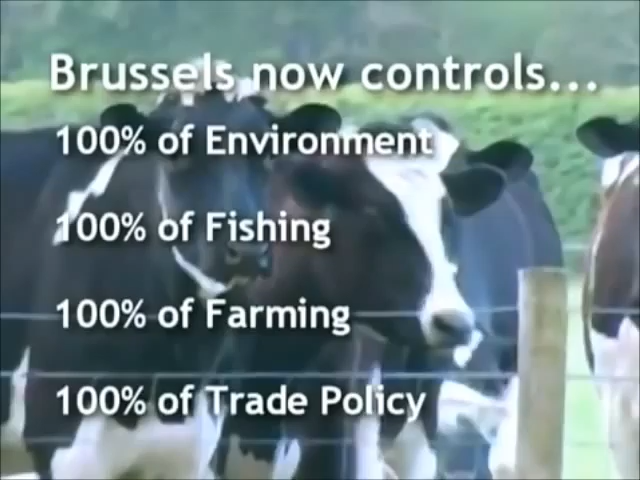 Brussels now controls...
100% of Environment
100% of Fishing
100% of Farming
100% of Trade Policy